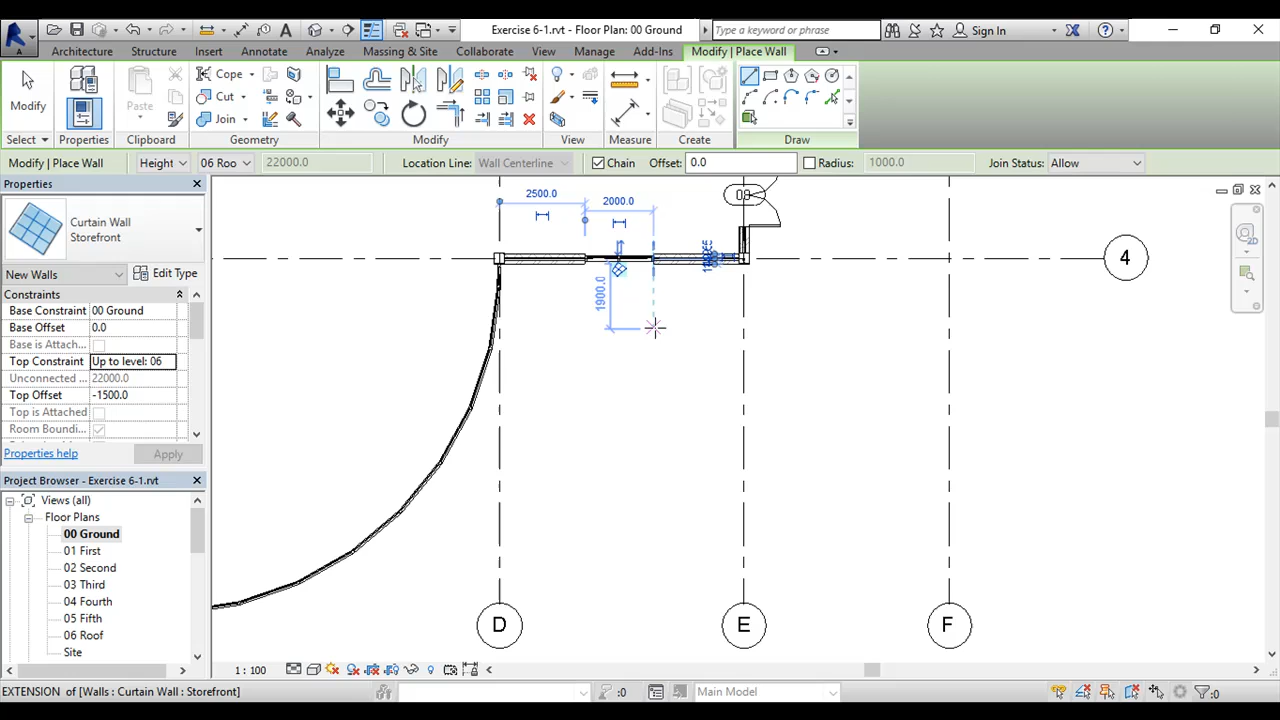 Exercise 6-1.rvt - Floor Plan: 00 Ground
Type a keyword or phrase
Sign In
Architecture Structure Insert Annotate Analyze Massing & Site Collaborate View Manage Add-Ins Modify | Place Wall
Modify
Paste
Cope
Cut
Join
Select
Properties
Clipboard
Geometry
Modify
View
Measure
Create
Draw
Modify | Place Wall Height 06 Roo 22000.0 Location Line: Wall Centerline Chain Offset: 0.0 Radius: 1000.0 Join Status: Allow
Properties
Curtain Wall
Storefront
New Walls Edit Type
Constraints
Base Constraint 00 Ground
Base Offset 0.0
Base is Attach...
Top Constraint Up to level: 06
Unconnected ... 22000.0
Top Offset -1500.0
Top is Attached
Room Boundi...
Properties help Apply
Project Browser - Exercise 6-1.rvt
Views (all)
Floor Plans
00 Ground
01 First
02 Second
03 Third
04 Fourth
05 Fifth
06 Roof
Site
2500.0
2000.0
1900.0
4
D
E
F
1 : 100
EXTENSION of [Walls : Curtain Wall : Storefront]
:0
Main Model
:0